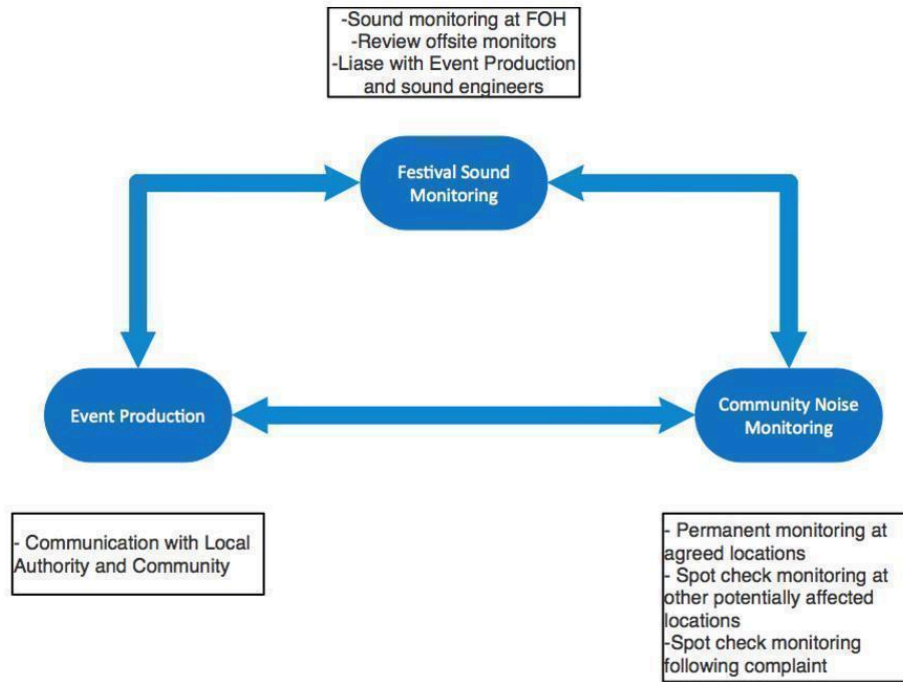 -Sound monitoring at FOH
-Review offsite monitors
-Liase with Event Production
and sound engineers
Festival Sound
Monitoring
Event Production
Community Noise
Monitoring
- Communication with Local
Authority and Community
- Permanent monitoring at
agreed locations
- Spot check monitoring at
other potentially affected
locations
-Spot check monitoring
following complaint